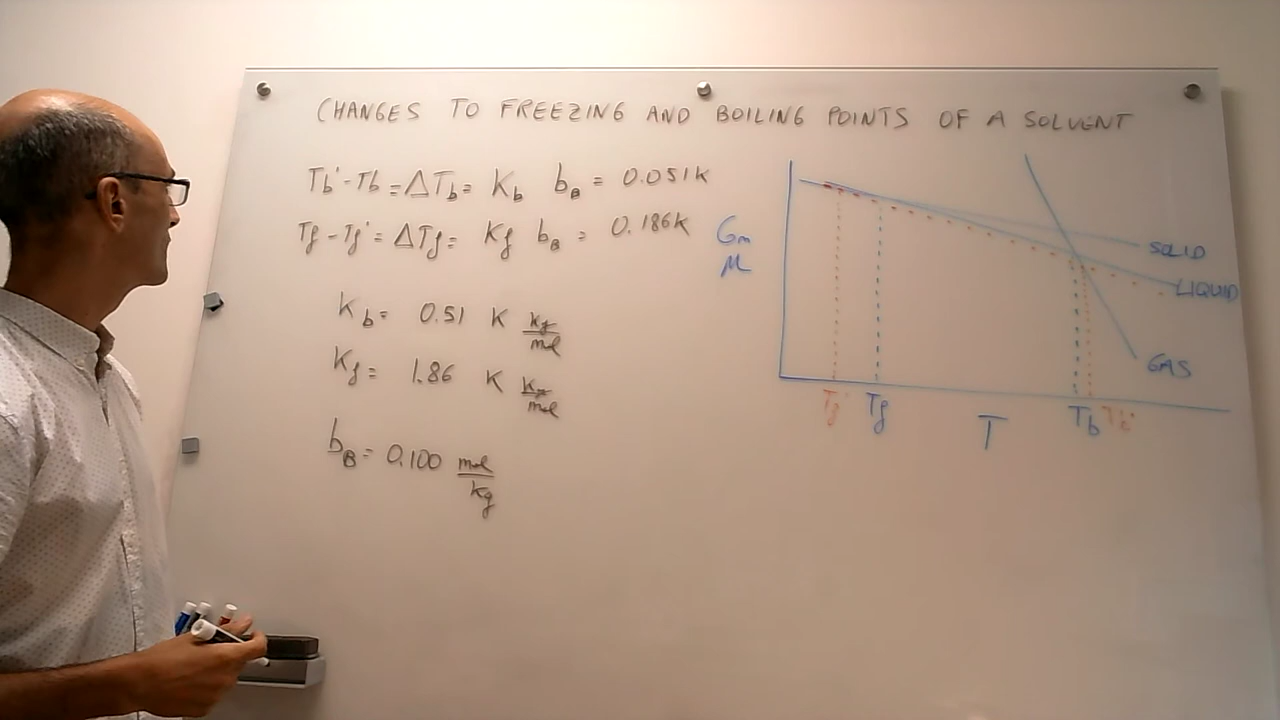 CHANGES TO FREEZING AND BOILING POINTS OF A SOLVENT
Tb' - Tb = ΔTb = Kb bB = 0.051K
Tf - Tf' = ΔTf = Kf bB = 0.186K
Kb = 0.51 K kg/mol
Kf = 1.86 K kg/mol
bB = 0.100 mol/kg
Gm
μ
SOLID
LIQUID
GAS
Tf' Tf Tb Tb'
T